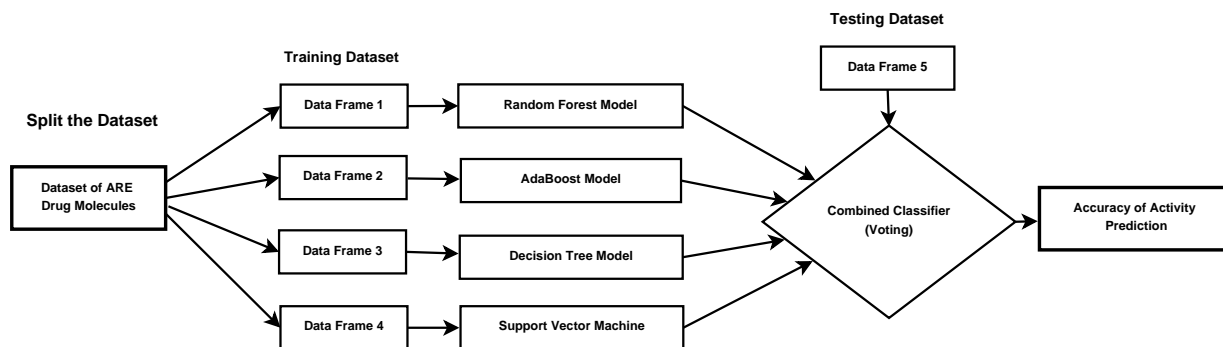 Testing Dataset
Training Dataset
Data Frame 5
Data Frame 1
Random Forest Model
Split the Dataset
Dataset of ARE
Drug Molecules
Data Frame 2
AdaBoost Model
Combined Classifier
(Voting)
Accuracy of Activity
Prediction
Data Frame 3
Decision Tree Model
Data Frame 4
Support Vector Machine